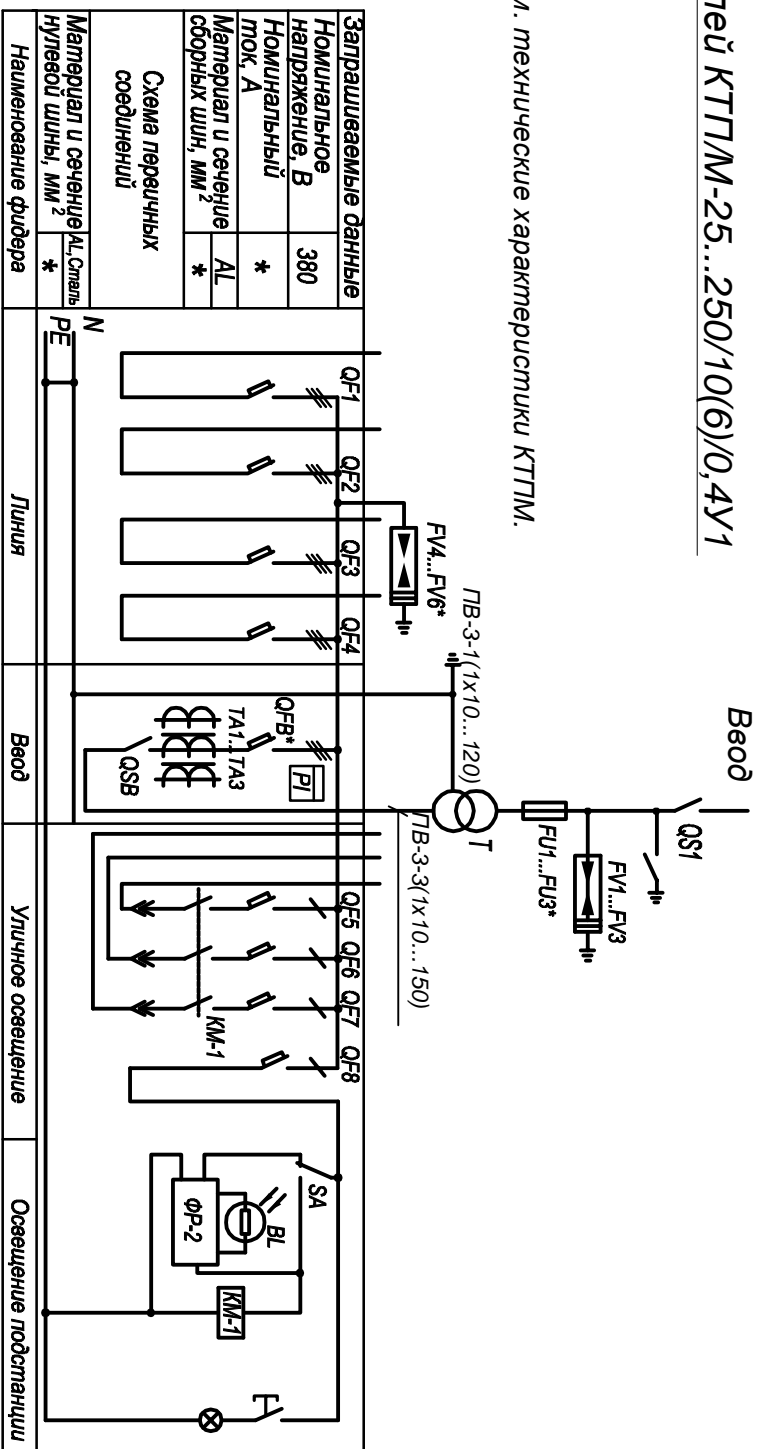 лей КТП/М-25...250/10(6)/0,4У1
м. технические характеристики КТПМ.
Ввод
QS1
FV1...FV3
FU1...FU3*
T
ПВ-3-1(1x10...120)
ПВ-3-3(1x10...150)
FV4...FV6*
Запрашиваемые данные
Номинальное
напряжение, В
380
Номинальный
ток, А
*
Материал и сечение
сборных шин, мм²
AL
*
Схема первичных
соединений
Материал и сечение
нулевой шины, мм²
AL,Сталь
*
Наименование фидера
N
PE
QF1
QF2
QF3
QF4
QFB*
PI
TA1...TA3
QSB
QF5
QF6
QF7
QF8
KM-1
SA
BL
ФР-2
KM-1
Линия
Ввод
Уличное освещение
Освещение подстанции